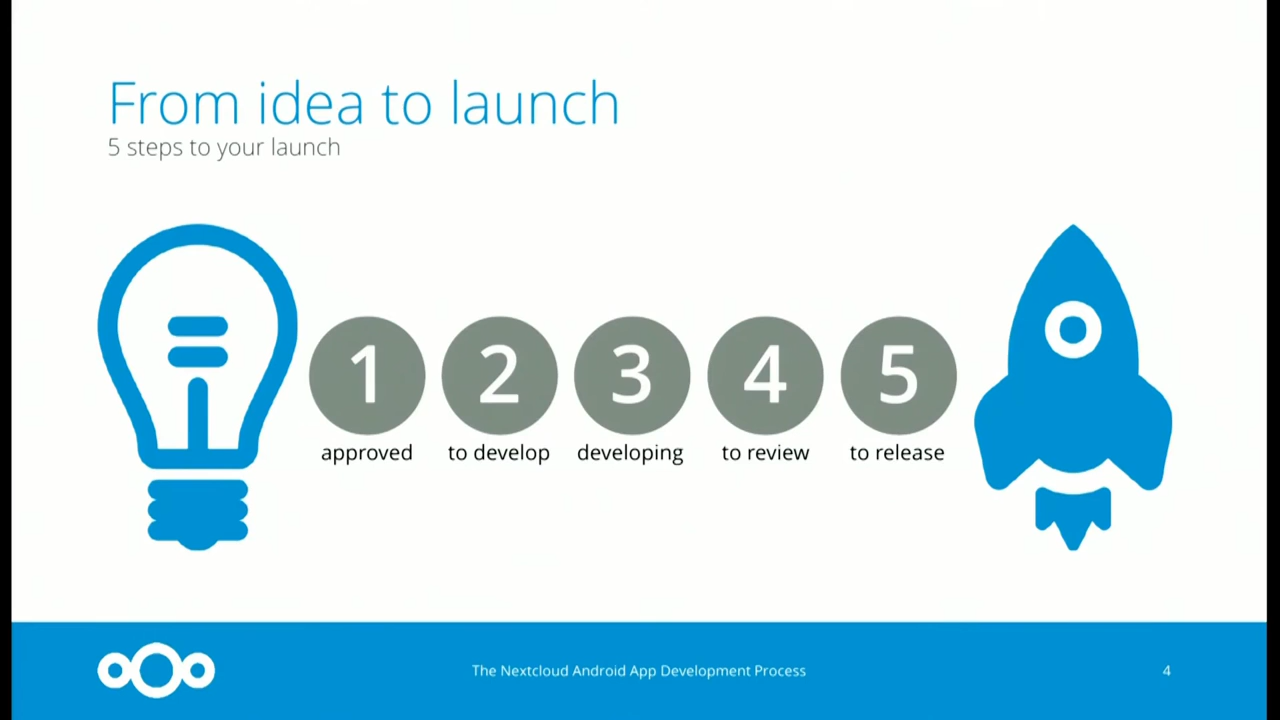 From idea to launch
5 steps to your launch
1 2 3 4 5
approved to develop developing to review to release
The Nextcloud Android App Development Process 4